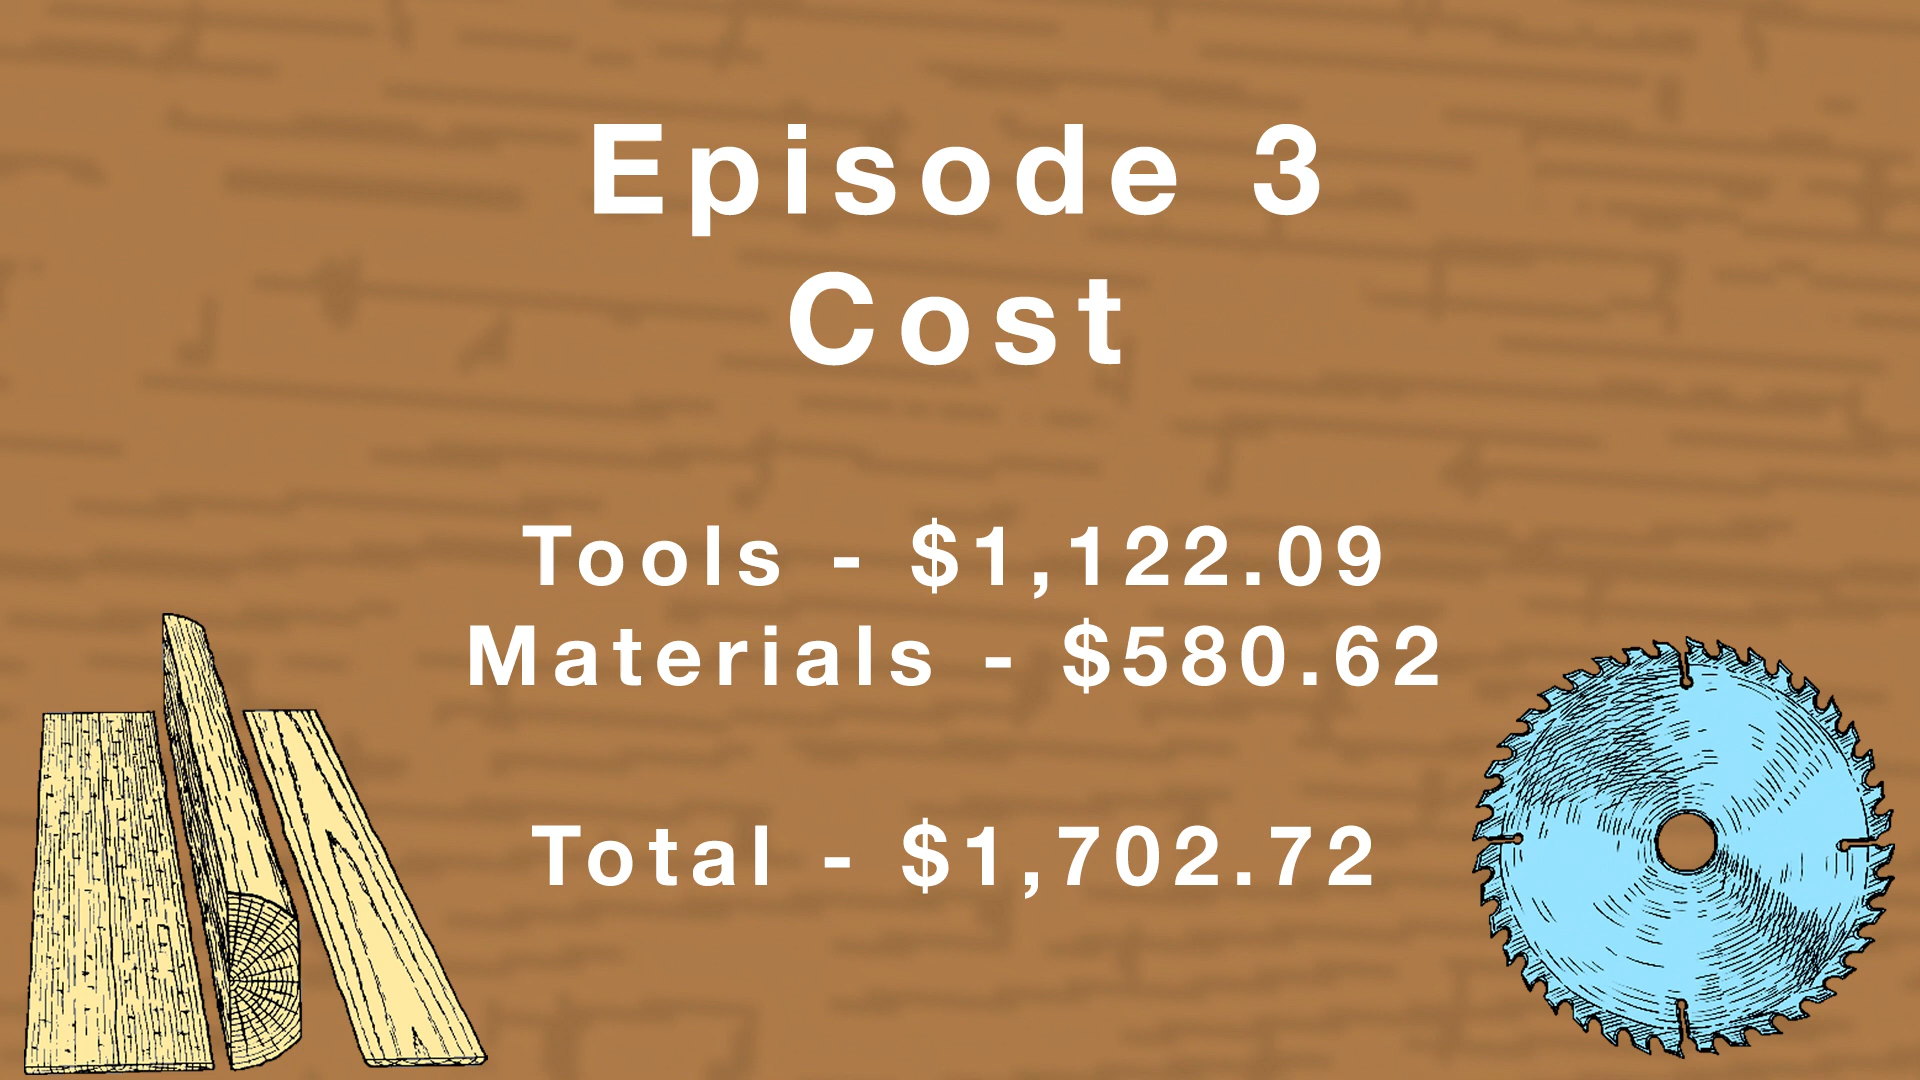 Episode 3
Cost
Tools - $1,122.09
Materials - $580.62
Total - $1,702.72